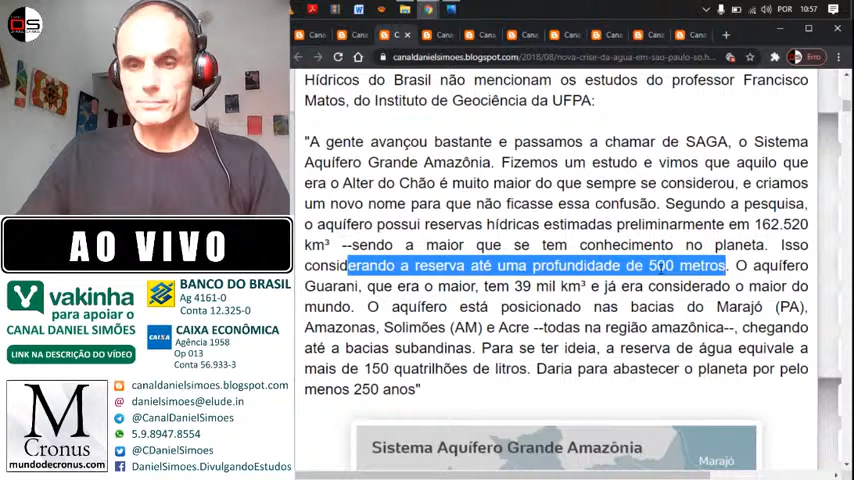 OS
POR
10:57
Cana
Cana
C
Cana
Cana
Cana
Cana
Cana
canaldanielsimoes.blogspot.com/2018/08/nova-crise-da-agua-em-sao-paulo-so.h...
Erro
Hídricos do Brasil não mencionam os estudos do professor Francisco
Matos, do Instituto de Geociência da UFPA:
"A gente avançou bastante e passamos a chamar de SAGA, o Sistema
Aquífero Grande Amazônia. Fizemos um estudo e vimos que aquilo que
era o Alter do Chão é muito maior do que sempre se considerou, e criamos
um novo nome para que não ficasse essa confusão. Segundo a pesquisa,
o aquífero possui reservas hídricas estimadas preliminarmente em 162.520
km³ --sendo a maior que se tem conhecimento no planeta. Isso
considerando a reserva até uma profundidade de 500 metros. O aquífero
Guarani, que era o maior, tem 39 mil km³ e já era considerado o maior do
mundo. O aquífero está posicionado nas bacias do Marajó (PA),
Amazonas, Solimões (AM) e Acre --todas na região amazônica--, chegando
até a bacias subandinas. Para se ter ideia, a reserva de água equivale a
mais de 150 quatrilhões de litros. Daria para abastecer o planeta por pelo
menos 250 anos"
Sistema Aquífero Grande Amazônia
Marajó
AO VIVO
vakinha
para apoiar o
CANAL DANIEL SIMÕES
LINK NA DESCRIÇÃO DO VÍDEO
BANCO DO BRASIL
Ag 4161-0
Conta 12.325-0
CAIXA
CAIXA ECONÔMICA
Agência 1958
Op 013
Conta 56.933-3
M
Cronus
mundodecronus.com
canaldanielsimoes.blogspot.com
@ danielsimoes@elude.in
@CanalDanielSimoes
5.9.8947.8554
@CDanielSimoes
DanielSimoes.DivulgandoEstudos